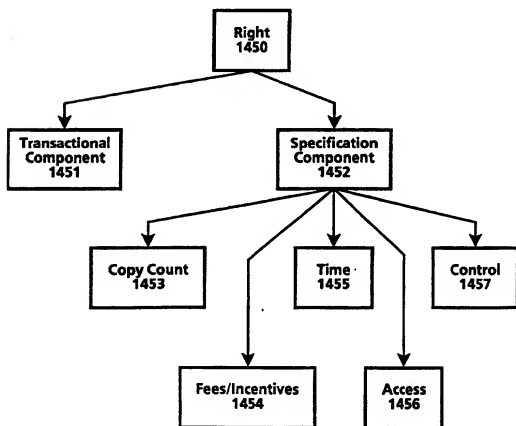 Right
1450
Transactional
Component
1451
Specification
Component
1452
Copy Count
1453
Time
1455
Control
1457
Fees/Incentives
1454
Access
1456